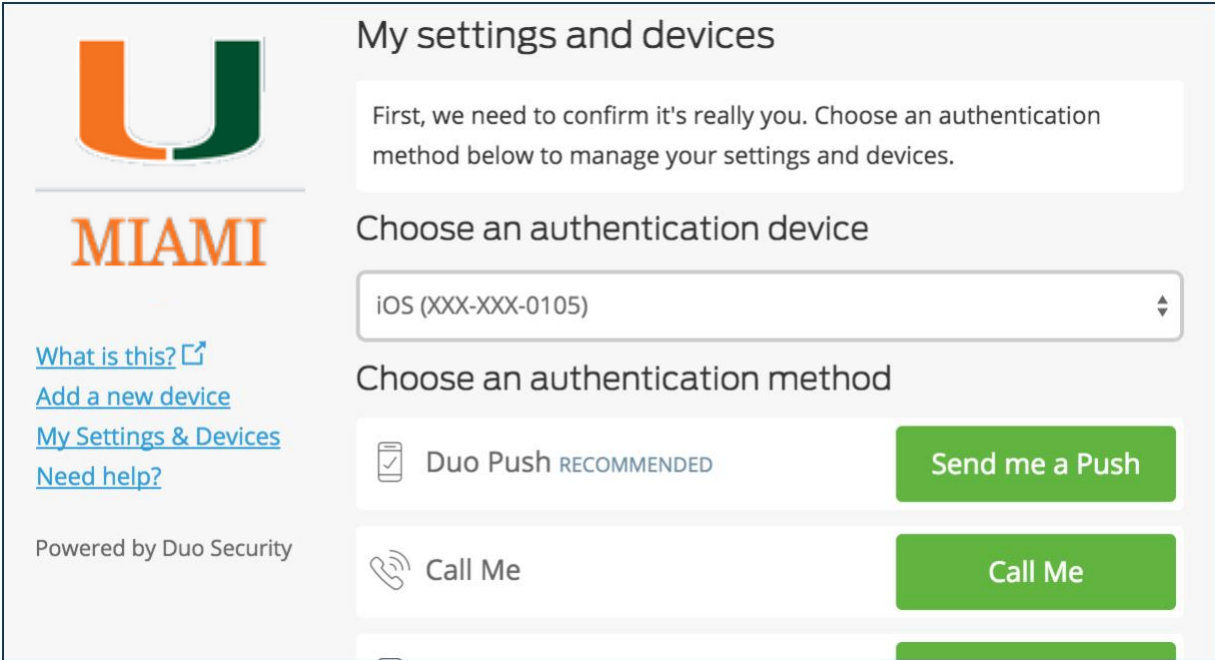 U
MIAMI
What is this?
Add a new device
My Settings & Devices
Need help?
Powered by Duo Security
My settings and devices
First, we need to confirm it's really you. Choose an authentication
method below to manage your settings and devices.
Choose an authentication device
iOS (XXX-XXX-0105)
Choose an authentication method
Duo Push RECOMMENDED
Send me a Push
Call Me
Call Me